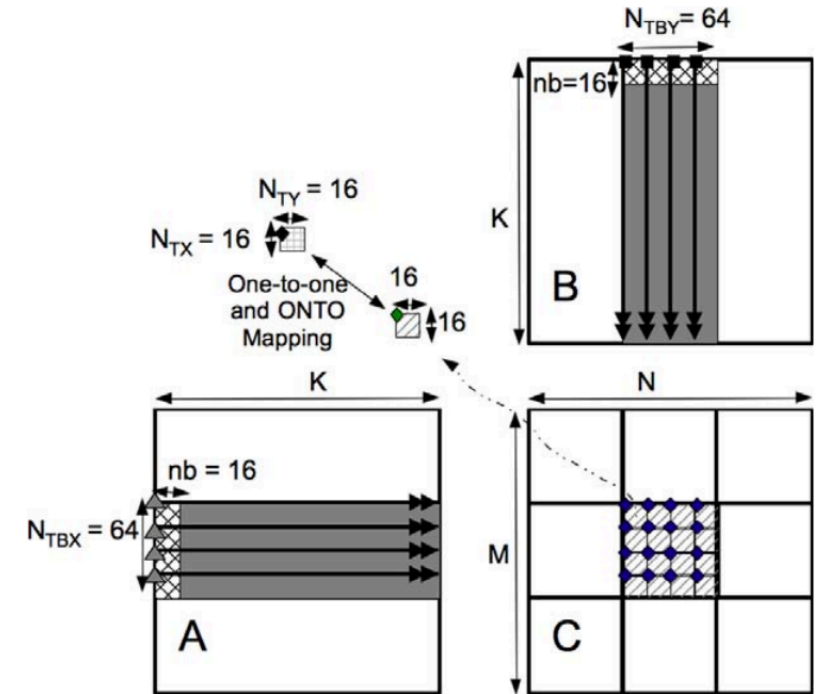 N_TBY = 64
nb=16
K
B
N_TY = 16
N_TX = 16
One-to-one
and ONTO
Mapping
16
16
K
nb = 16
N_TBX = 64
A
N
M
C